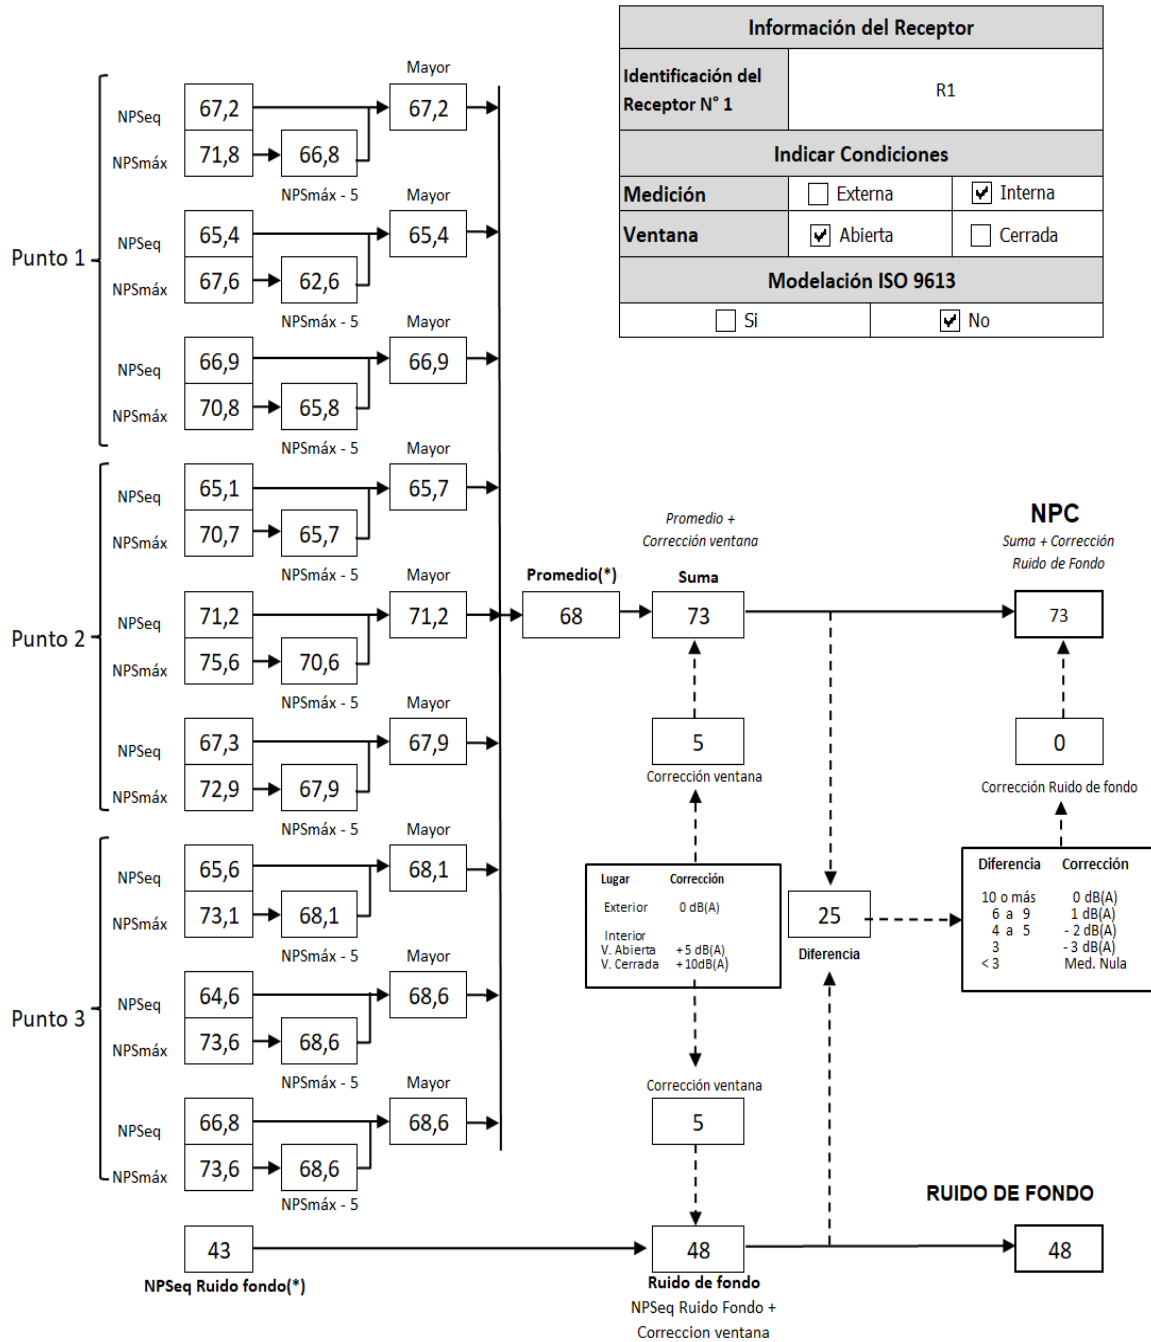 Información del Receptor
Identificación del Receptor N° 1
R1
Indicar Condiciones
Medición
Externa
Interna
Ventana
Abierta
Cerrada
Modelación ISO 9613
Si
No
Punto 1
Mayor
NPSeq
67,2
67,2
NPSmáx
71,8
66,8
NPSmáx - 5
Mayor
NPSeq
65,4
65,4
NPSmáx
67,6
62,6
NPSmáx - 5
Mayor
NPSeq
66,9
66,9
NPSmáx
70,8
65,8
NPSmáx - 5
Punto 2
Mayor
NPSeq
65,1
65,7
NPSmáx
70,7
65,7
NPSmáx - 5
Mayor
NPSeq
71,2
71,2
NPSmáx
75,6
70,6
NPSmáx - 5
Mayor
NPSeq
67,3
67,9
NPSmáx
72,9
67,9
NPSmáx - 5
Punto 3
Mayor
NPSeq
65,6
68,1
NPSmáx
73,1
68,1
NPSmáx - 5
Mayor
NPSeq
64,6
68,6
NPSmáx
73,6
68,6
NPSmáx - 5
Mayor
NPSeq
66,8
68,6
NPSmáx
73,6
68,6
NPSmáx - 5
43
NPSeq Ruido fondo(*)
Promedio(*)
68
Promedio +
Corrección ventana
Suma
73
5
Corrección ventana
Lugar Corrección
Exterior 0 dB(A)
Interior
V. Abierta + 5 dB(A)
V. Cerrada + 10dB(A)
Corrección ventana
5
48
Ruido de fondo
NPSeq Ruido Fondo +
Correccion ventana
25
Diferencia
NPC
Suma + Corrección
Ruido de Fondo
73
0
Corrección Ruido de fondo
Diferencia Corrección
10 o más 0 dB(A)
6 a 9 1 dB(A)
4 a 5 - 2 dB(A)
3 - 3 dB(A)
< 3 Med. Nula
RUIDO DE FONDO
48